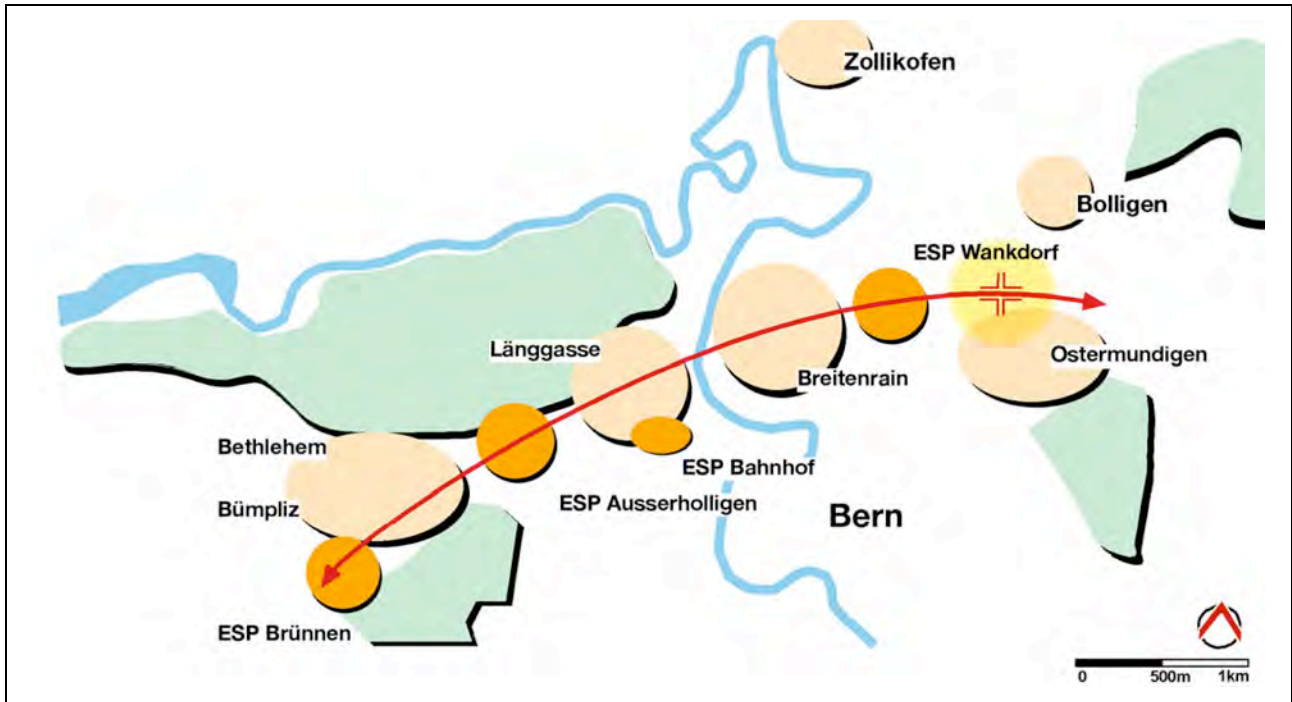 Zollikofen
Bolligen
ESP Wankdorf
Länggasse
Ostermundigen
Breitenrain
Bethlehem
ESP Bahnhof
ESP Ausserholligen
Bümpliz
Bern
ESP Brünnen
0 500m 1km